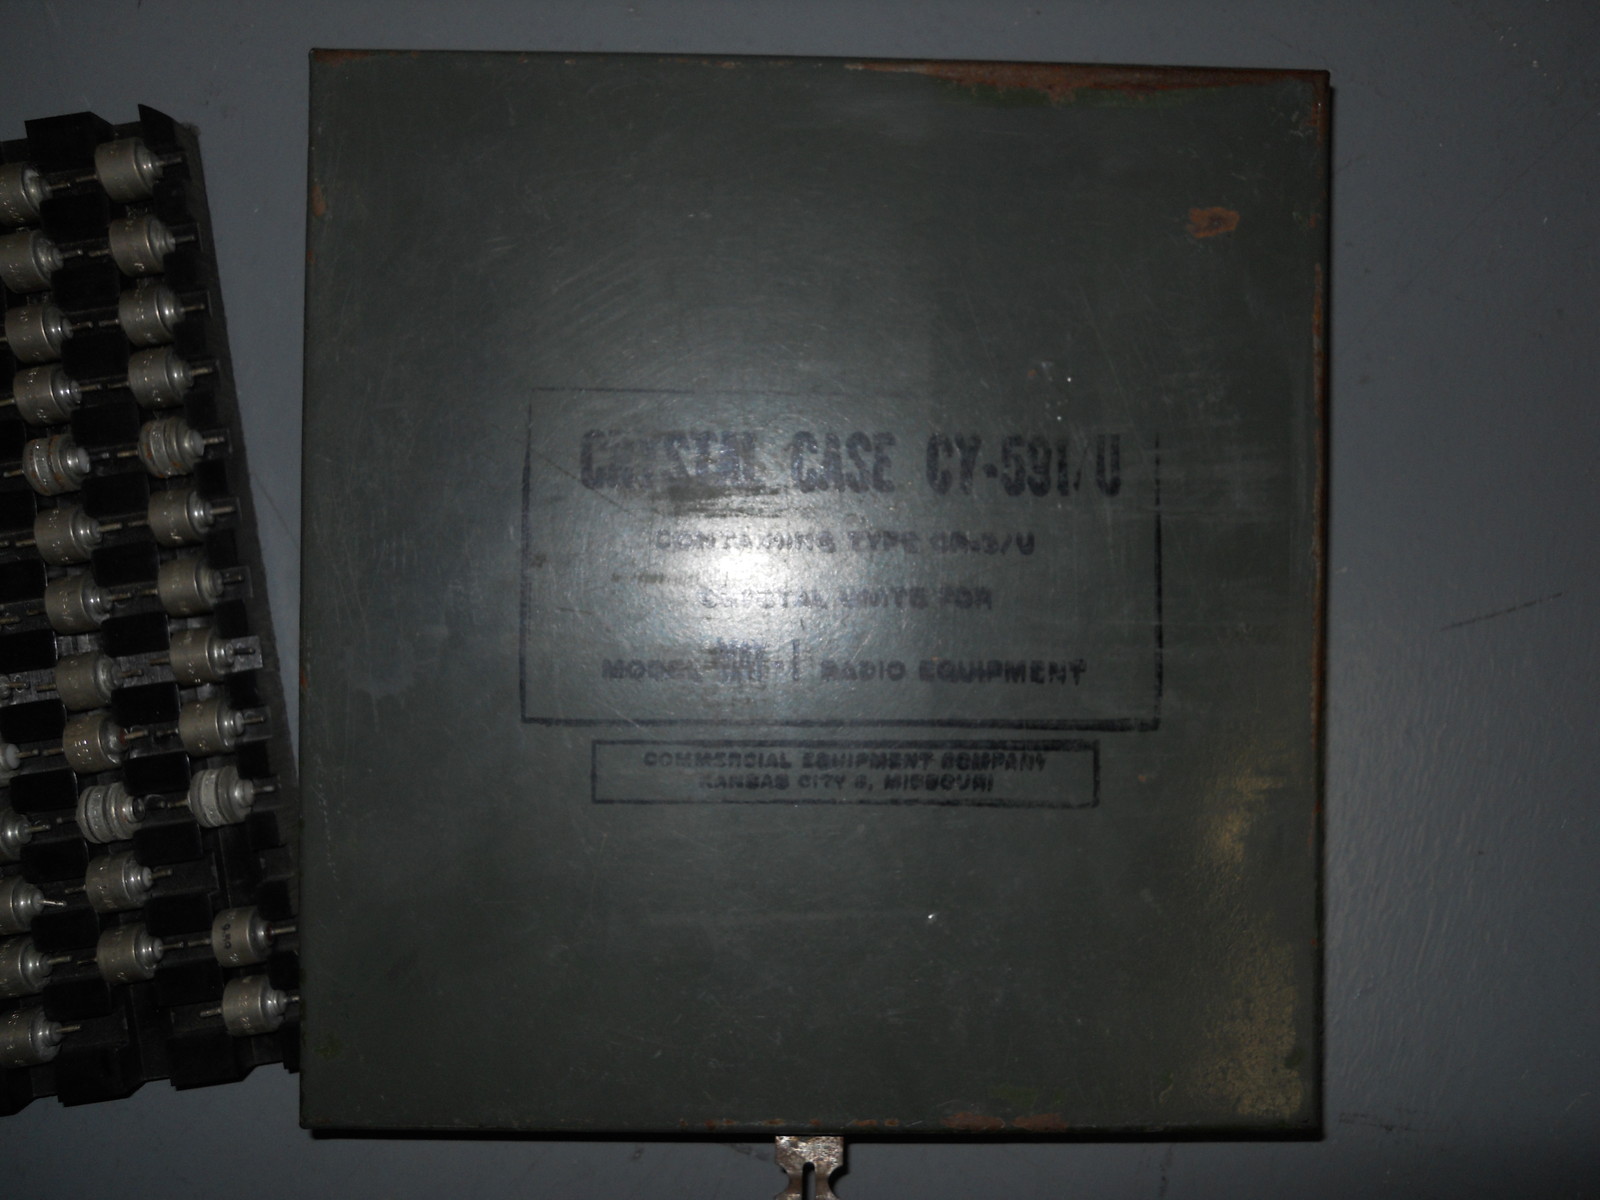 CRYSTAL CASE CY-591/U
CONTAINING TYPE CR-3/U
CRYSTAL UNITS FOR
MODEL RADIO EQUIPMENT
COMMERCIAL EQUIPMENT COMPANY
KANSAS CITY 8, MISSOURI